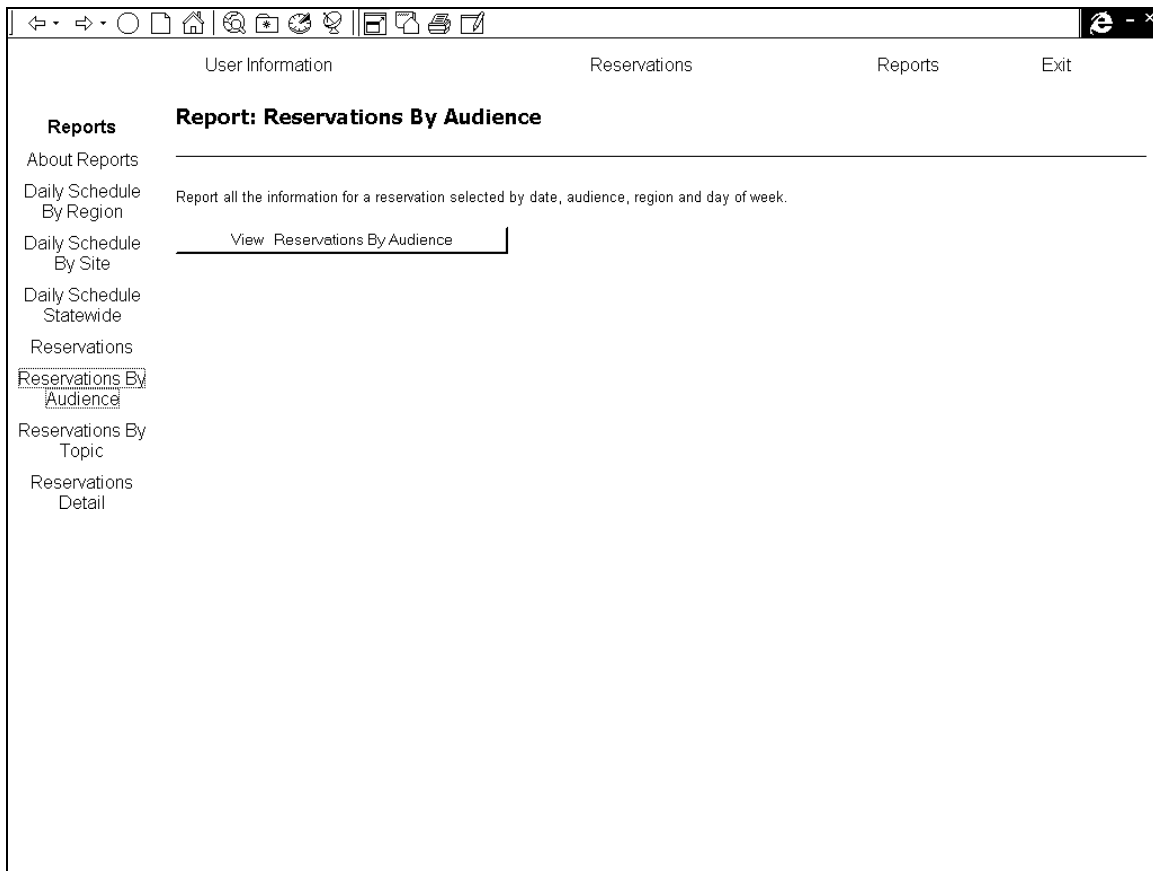 User Information Reservations Reports Exit
Reports
About Reports
Daily Schedule
By Region
Daily Schedule
By Site
Daily Schedule
Statewide
Reservations
Reservations By
Audience
Reservations By
Topic
Reservations
Detail
Report: Reservations By Audience
Report all the information for a reservation selected by date, audience, region and day of week.
View Reservations By Audience